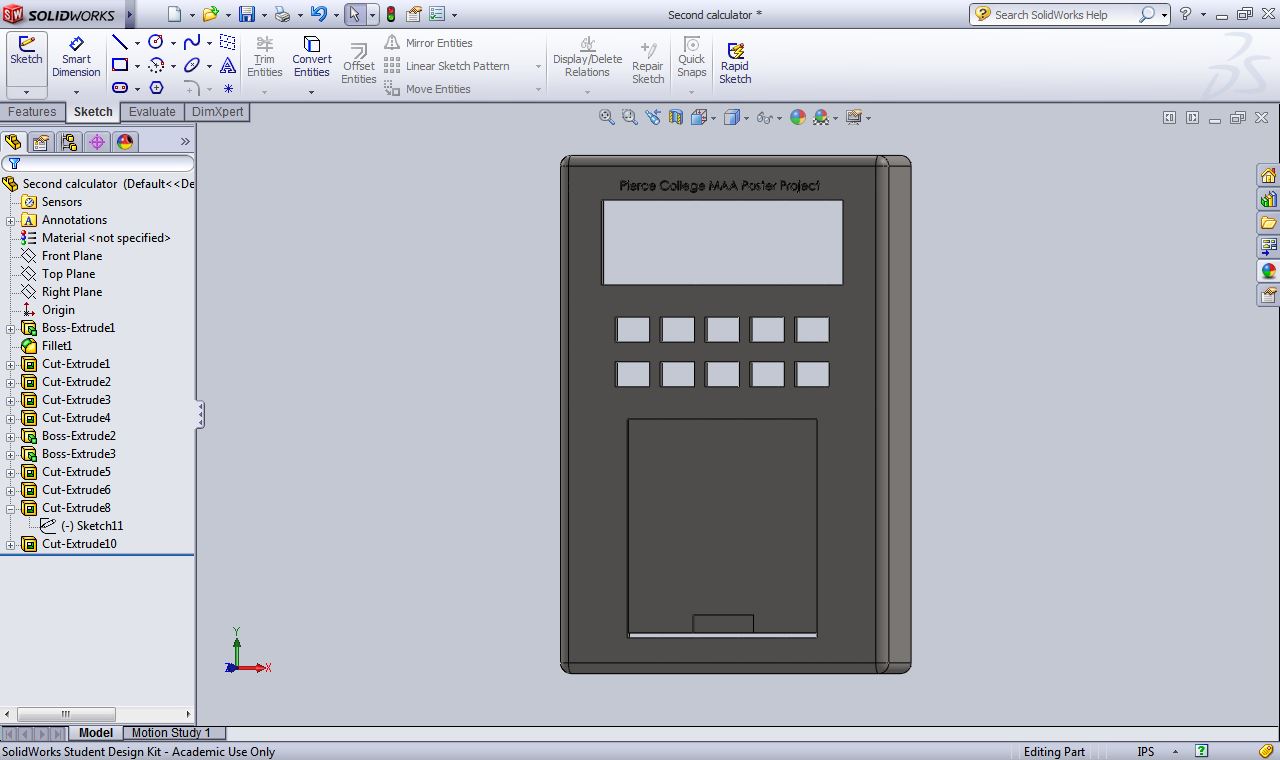 SOLIDWORKS
Second calculator *
Search SolidWorks Help
Sketch
Smart Dimension
Trim Entities
Convert Entities
Offset Entities
Mirror Entities
Linear Sketch Pattern
Move Entities
Display/Delete Relations
Repair Sketch
Quick Snaps
Rapid Sketch
Features
Sketch
Evaluate
DimXpert
Second calculator (Default<<De
Sensors
Annotations
Material <not specified>
Front Plane
Top Plane
Right Plane
Origin
Boss-Extrude1
Fillet1
Cut-Extrude1
Cut-Extrude2
Cut-Extrude3
Cut-Extrude4
Boss-Extrude2
Boss-Extrude3
Cut-Extrude5
Cut-Extrude6
Cut-Extrude8
(-) Sketch11
Cut-Extrude10
Pierce College MAA Poster Project
Y
Z
X
Model
Motion Study 1
SolidWorks Student Design Kit - Academic Use Only
Editing Part
IPS